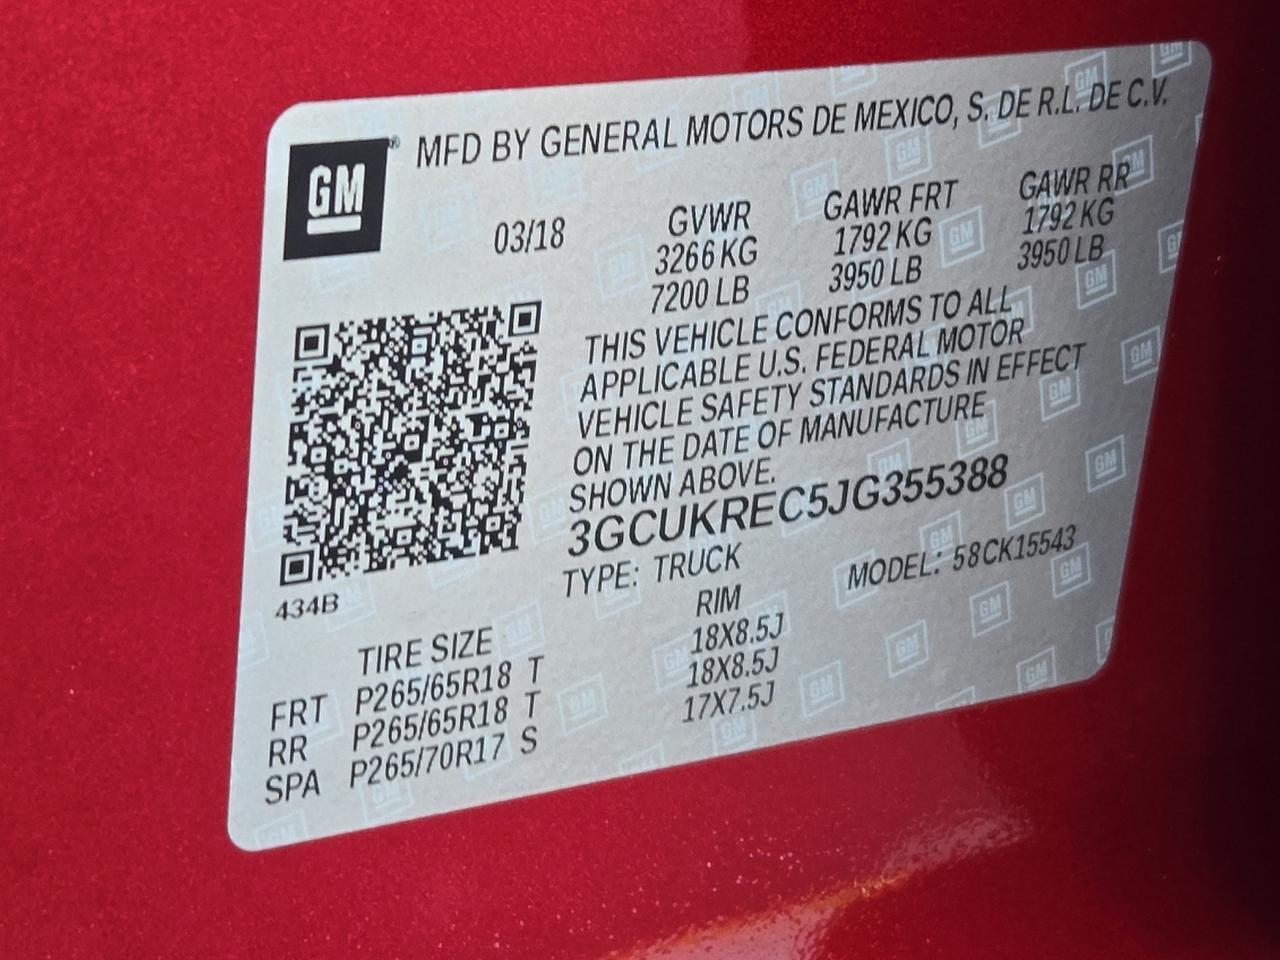 GM ® MFD BY GENERAL MOTORS DE MEXICO, S. DE R.L. DE C.V.
03/18 GVWR GAWR FRT GAWR RR
3266 KG 1792 KG 1792 KG
7200 LB 3950 LB 3950 LB
THIS VEHICLE CONFORMS TO ALL
APPLICABLE U.S. FEDERAL MOTOR
VEHICLE SAFETY STANDARDS IN EFFECT
ON THE DATE OF MANUFACTURE
SHOWN ABOVE.
3GCUKREC5JG355388
TYPE: TRUCK MODEL: 58CK15543
434B
TIRE SIZE RIM
FRT P265/65R18 T 18X8.5J
RR P265/65R18 T 18X8.5J
SPA P265/70R17 S 17X7.5J